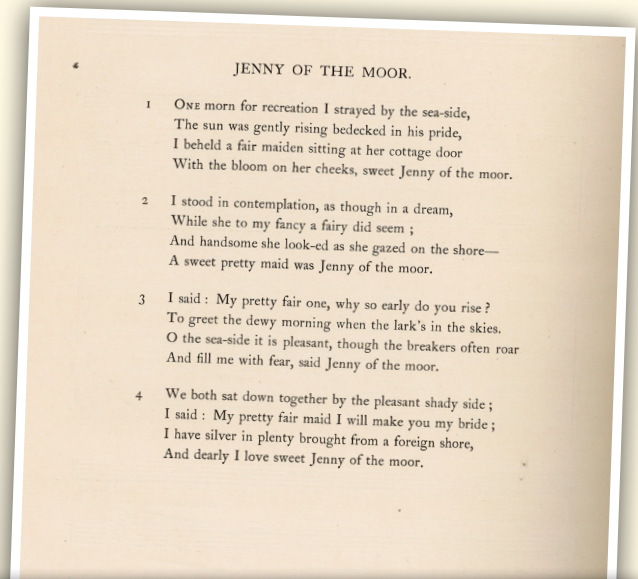 JENNY OF THE MOOR.
1 ONE morn for recreation I strayed by the sea-side,
The sun was gently rising bedecked in his pride,
I beheld a fair maiden sitting at her cottage door
With the bloom on her cheeks, sweet Jenny of the moor.
2 I stood in contemplation, as though in a dream,
While she to my fancy a fairy did seem ;
And handsome she look-ed as she gazed on the shore—
A sweet pretty maid was Jenny of the moor.
3 I said : My pretty fair one, why so early do you rise ?
To greet the dewy morning when the lark's in the skies.
O the sea-side it is pleasant, though the breakers often roar
And fill me with fear, said Jenny of the moor.
4 We both sat down together by the pleasant shady side ;
I said : My pretty fair maid I will make you my bride ;
I have silver in plenty brought from a foreign shore,
And dearly I love sweet Jenny of the moor.